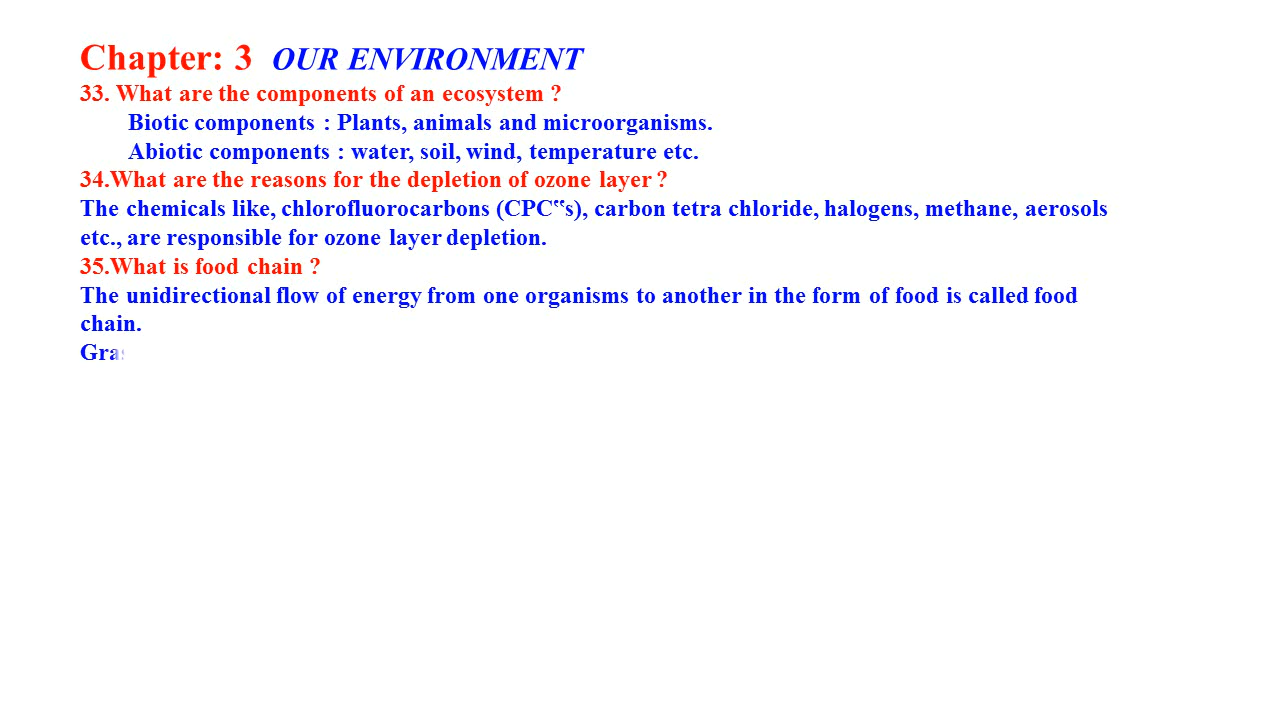 Chapter: 3 OUR ENVIRONMENT
33. What are the components of an ecosystem ?
Biotic components : Plants, animals and microorganisms.
Abiotic components : water, soil, wind, temperature etc.
34.What are the reasons for the depletion of ozone layer ?
The chemicals like, chlorofluorocarbons (CPC‟s), carbon tetra chloride, halogens, methane, aerosols
etc., are responsible for ozone layer depletion.
35.What is food chain ?
The unidirectional flow of energy from one organisms to another in the form of food is called food
chain.